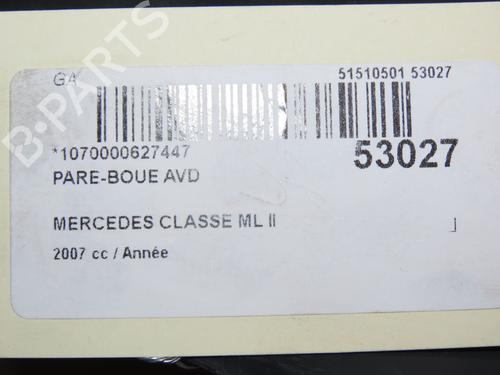 GA 51510501 53027
*1070000627447 53027
PARE-BOUE AVD
MERCEDES CLASSE ML II
2007 cc / Année
B-PARTS